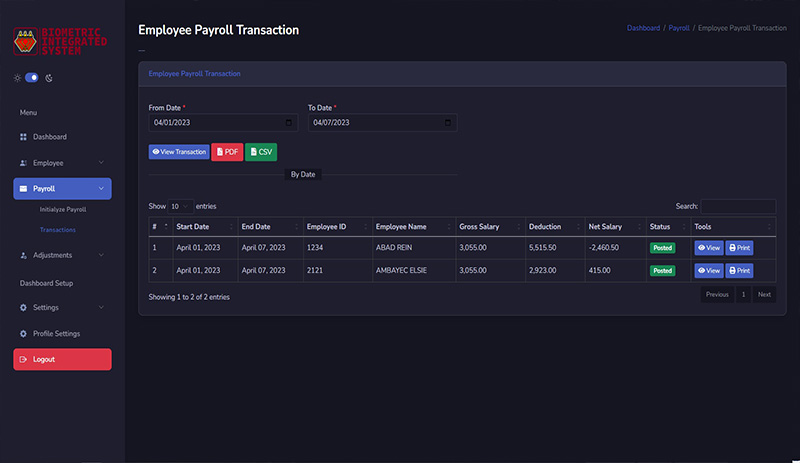 BIOMETRIC
INTEGRATED
SYSTEM
Menu
Dashboard
Employee
Payroll
Initialyze Payroll
Transactions
Adjustments
Dashboard Setup
Settings
Profile Settings
Logout
Employee Payroll Transaction
Dashboard / Payroll / Employee Payroll Transaction
...
Employee Payroll Transaction
From Date * To Date *
04/01/2023 04/07/2023
View Transaction PDF CSV
By Date
Show 10 entries Search:
# Start Date End Date Employee ID Employee Name Gross Salary Deduction Net Salary Status Tools
1 April 01, 2023 April 07, 2023 1234 ABAD REIN 3,055.00 5,515.50 -2,460.50 Posted View Print
2 April 01, 2023 April 07, 2023 2121 AMBAYEC ELSIE 3,055.00 2,923.00 415.00 Posted View Print
Showing 1 to 2 of 2 entries Previous 1 Next